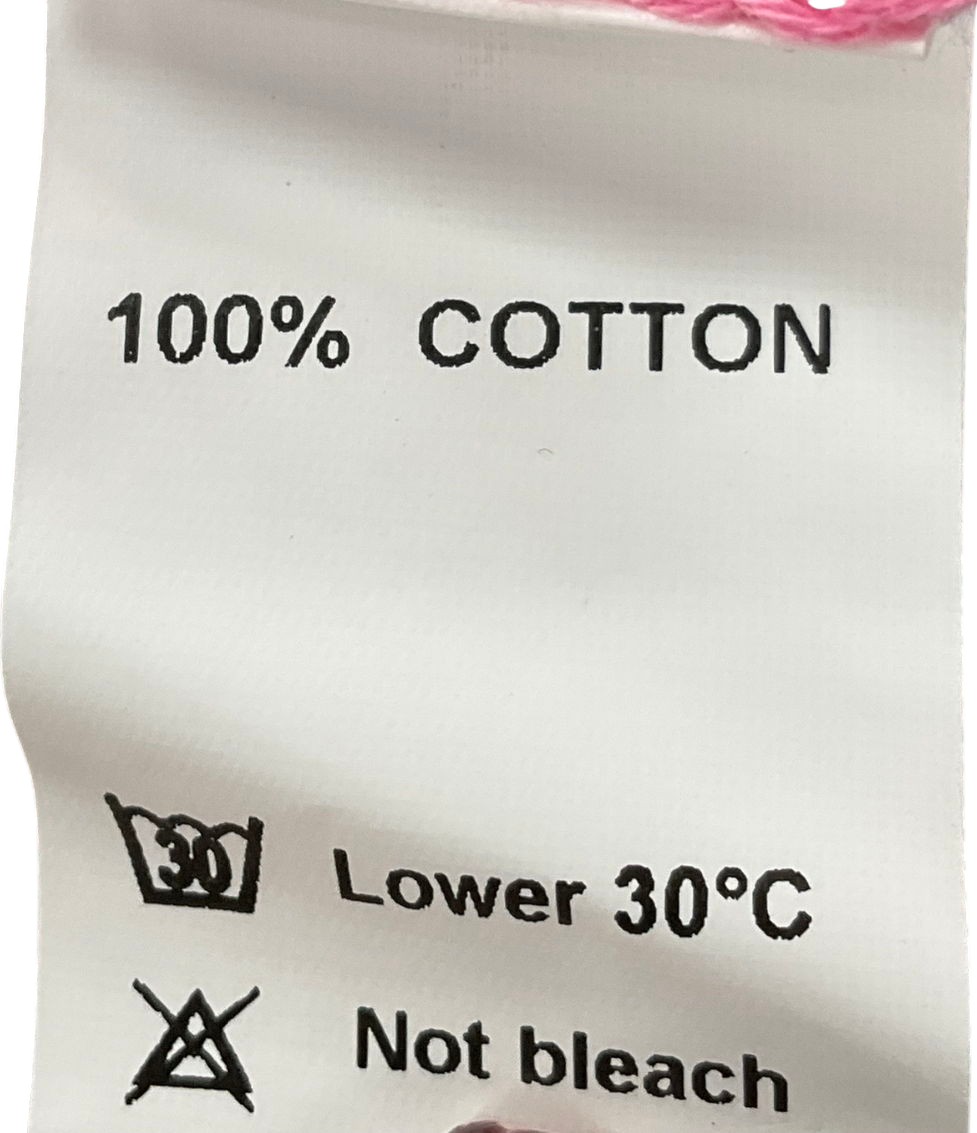 100% COTTON
30 Lower 30°C
Not bleach